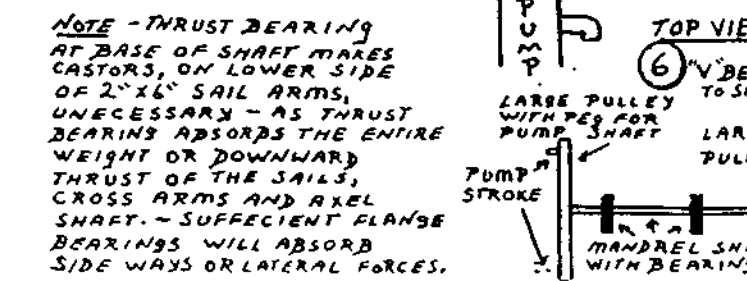 NOTE - THRUST BEARING
AT BASE OF SHAFT MAKES
CASTORS, ON LOWER SIDE
OF 2"X6" SAIL ARMS,
UNECESSARY - AS THRUST
BEARING ABSORBS THE ENTIRE
WEIGHT OR DOWNWARD
THRUST OF THE SAILS,
CROSS ARMS AND AXEL
SHAFT. ~ SUFFECIENT FLANGE
BEARINGS WILL ABSORB
SIDE WAYS OR LATERAL FORCES.
PUMP
TOP VIE
6
"V" BE
TO S
LARGE PULLEY
WITH PEG FOR
PUMP SHAFT
LAR
PULL
PUMP
STROKE
MANDREL SH
WITH BEARIN